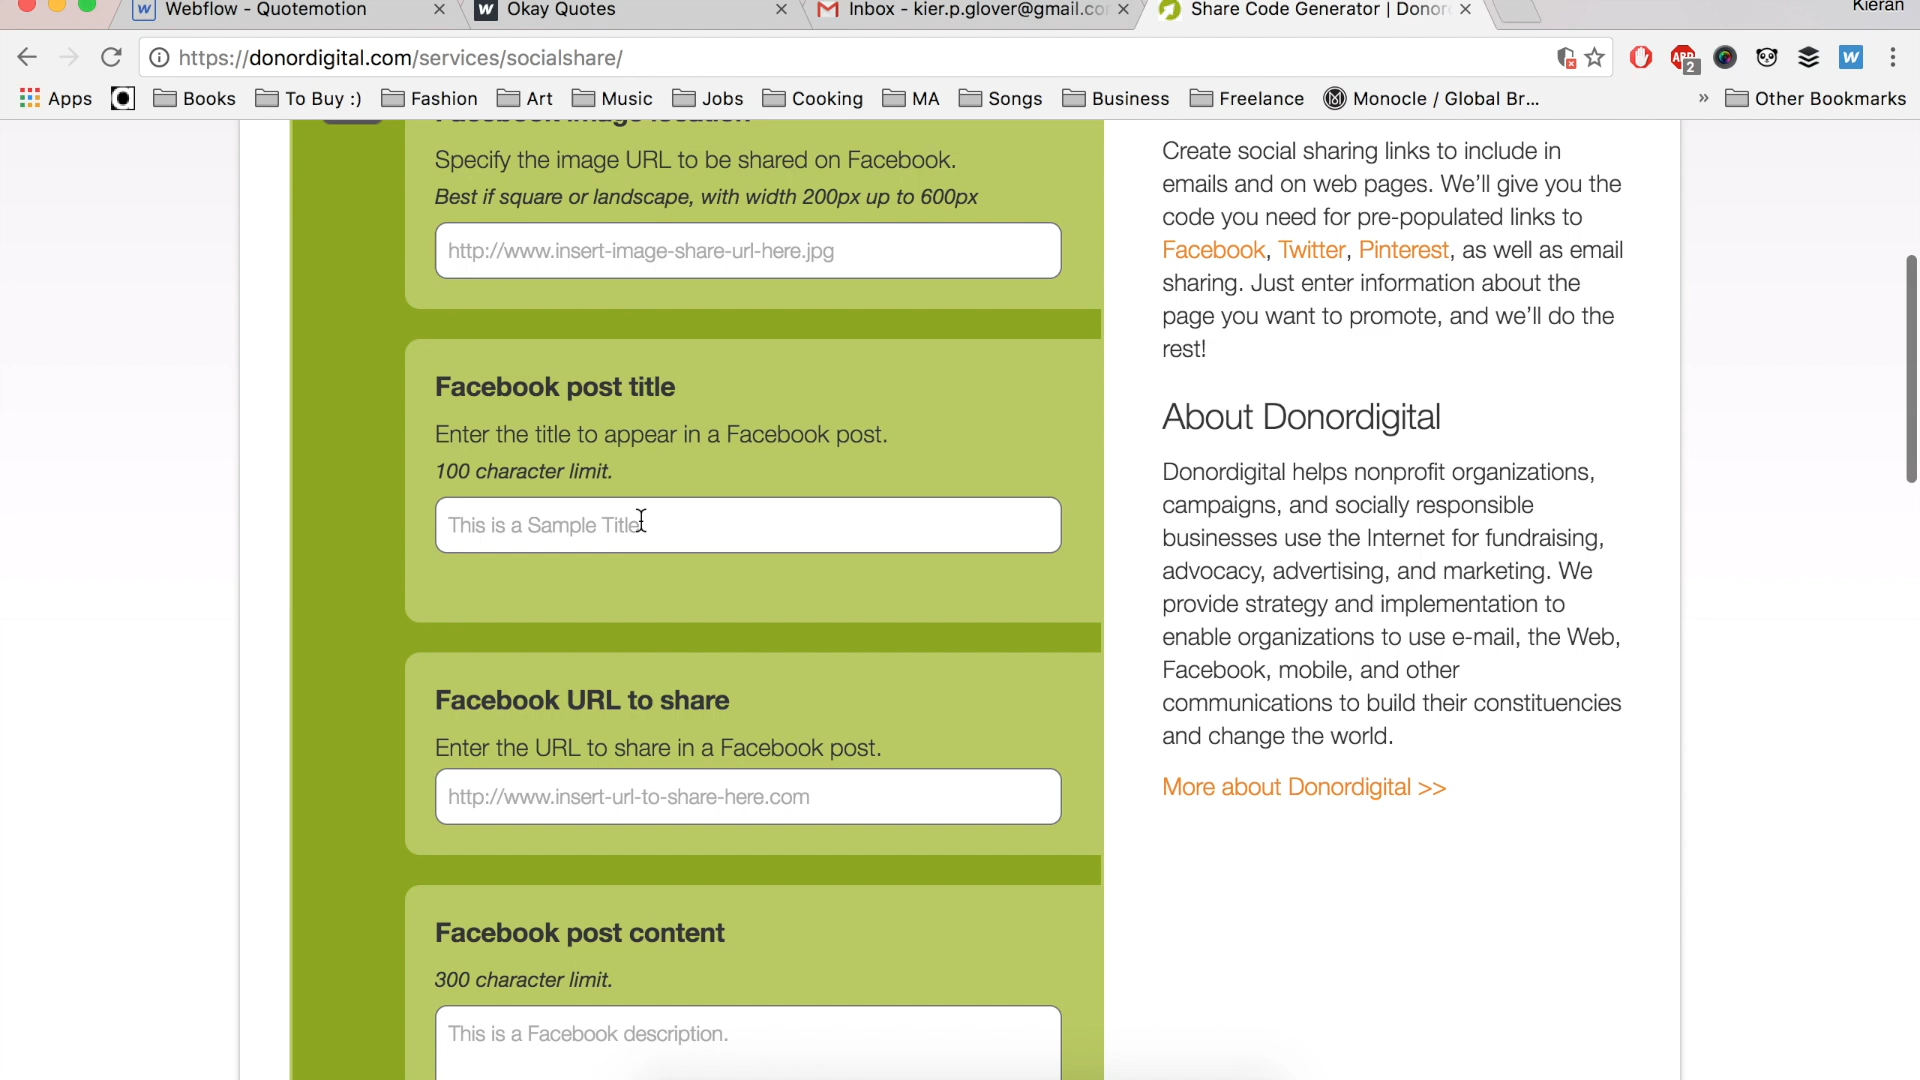 Webflow - Quotemotion
Okay Quotes
Inbox - kier.p.glover@gmail.co
Share Code Generator | Donor
Kieran
https://donordigital.com/services/socialshare/
ABP
2
Apps
Books
To Buy :)
Fashion
Art
Music
Jobs
Cooking
MA
Songs
Business
Freelance
Monocle / Global Br...
»
Other Bookmarks
Facebook image location
Specify the image URL to be shared on Facebook.
Best if square or landscape, with width 200px up to 600px
http://www.insert-image-share-url-here.jpg
Facebook post title
Enter the title to appear in a Facebook post.
100 character limit.
This is a Sample Title
Facebook URL to share
Enter the URL to share in a Facebook post.
http://www.insert-url-to-share-here.com
Facebook post content
300 character limit.
This is a Facebook description.
Create social sharing links to include in
emails and on web pages. We'll give you the
code you need for pre-populated links to
Facebook, Twitter, Pinterest, as well as email
sharing. Just enter information about the
page you want to promote, and we'll do the
rest!
About Donordigital
Donordigital helps nonprofit organizations,
campaigns, and socially responsible
businesses use the Internet for fundraising,
advocacy, advertising, and marketing. We
provide strategy and implementation to
enable organizations to use e-mail, the Web,
Facebook, mobile, and other
communications to build their constituencies
and change the world.
More about Donordigital >>